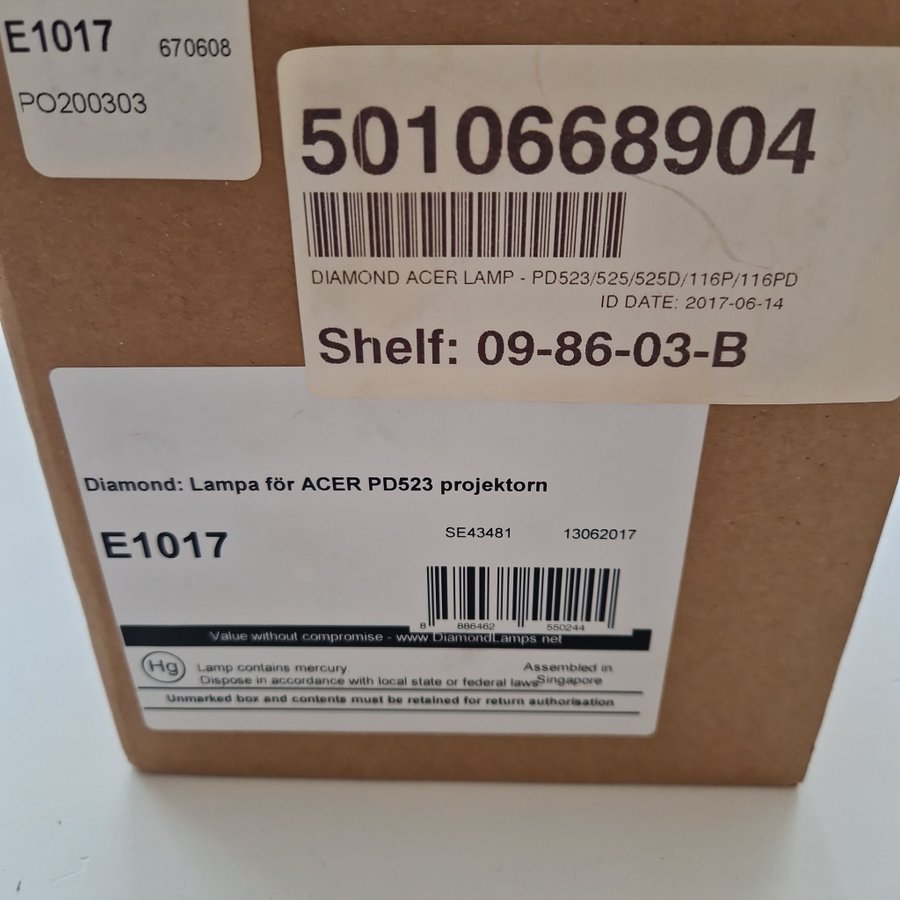 E1017 670608
PO200303
5010668904
DIAMOND ACER LAMP - PD523/525/525D/116P/116PD
ID DATE: 2017-06-14
Shelf: 09-86-03-B
Diamond: Lampa för ACER PD523 projektorn
E1017 SE43481 13062017
8 886462 550244
Value without compromise - www.DiamondLamps.net
Hg Lamp contains mercury Assembled in
Dispose in accordance with local state or federal laws Singapore
Unmarked box and contents must be retained for return authorisation